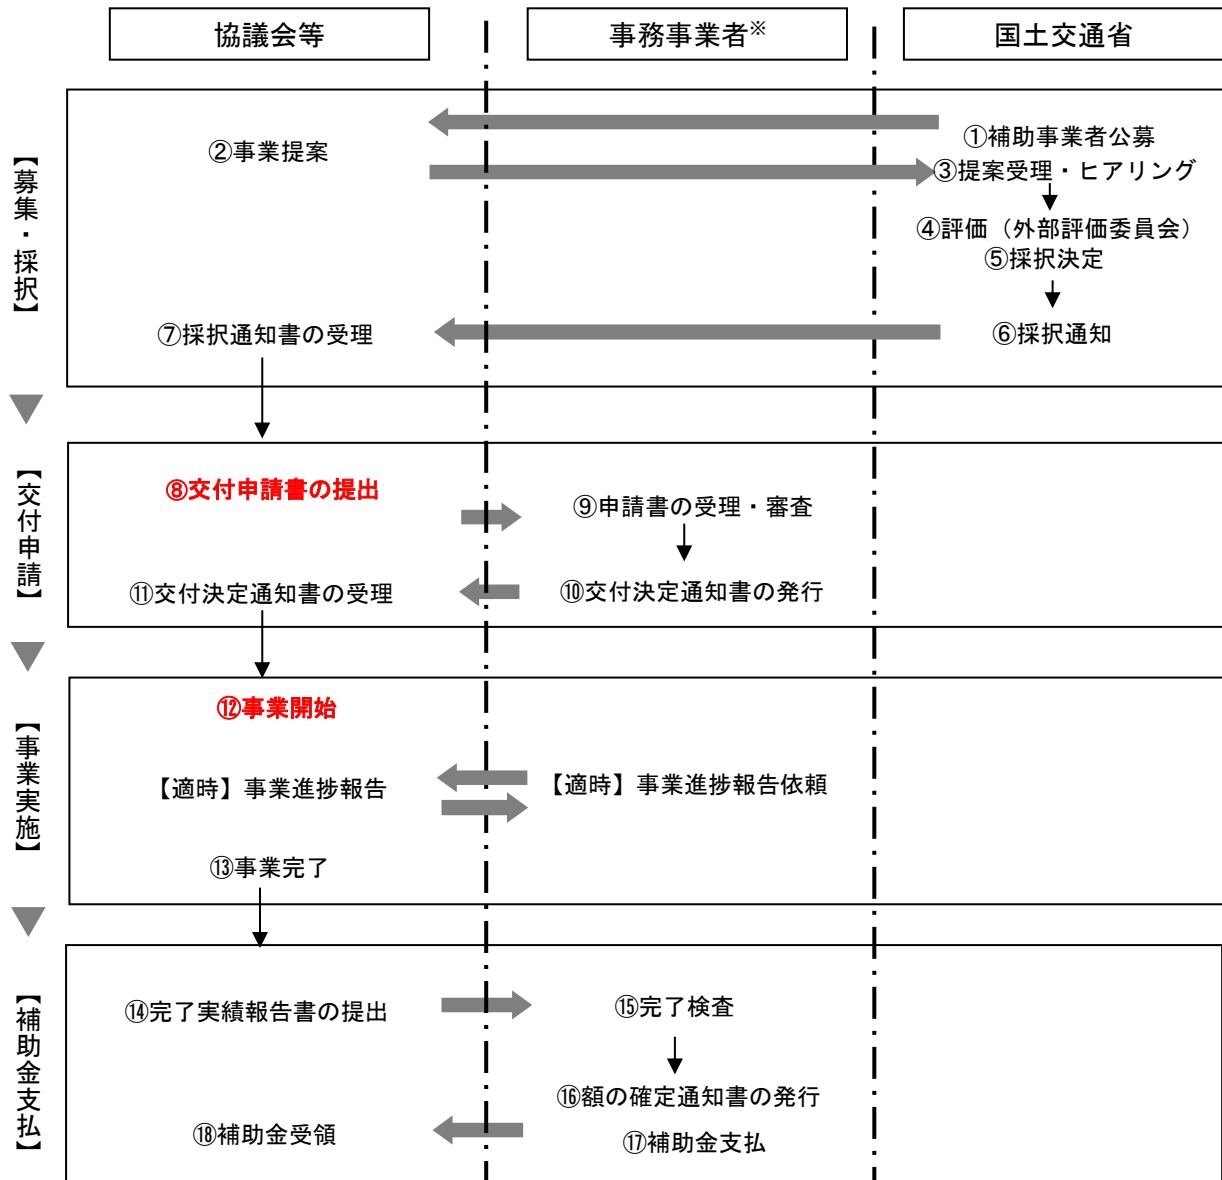 協議会等
事務事業者※
国土交通省
【募集・採択】
①補助事業者公募
②事業提案
③提案受理・ヒアリング
④評価（外部評価委員会）
⑤採択決定
⑥採択通知
⑦採択通知書の受理
【交付申請】
⑧交付申請書の提出
⑨申請書の受理・審査
⑩交付決定通知書の発行
⑪交付決定通知書の受理
【事業実施】
⑫事業開始
【適時】事業進捗報告
【適時】事業進捗報告依頼
⑬事業完了
【補助金支払】
⑭完了実績報告書の提出
⑮完了検査
⑯額の確定通知書の発行
⑰補助金支払
⑱補助金受領